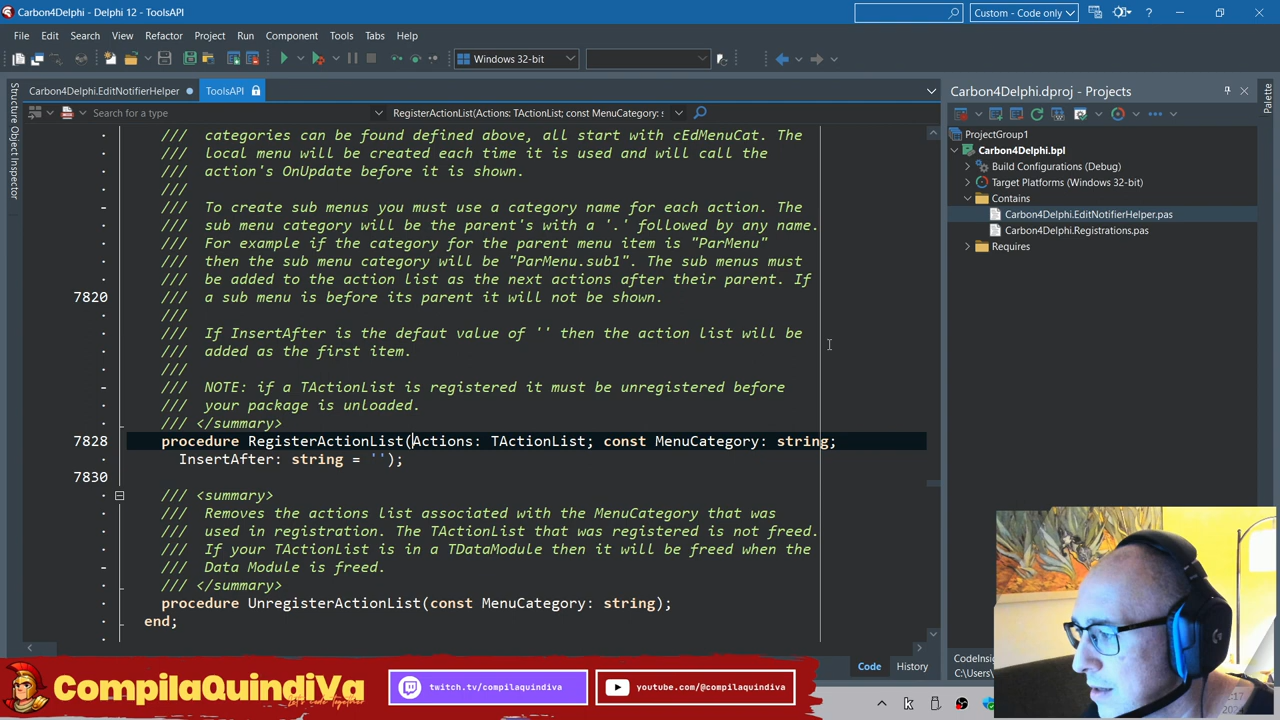 Carbon4Delphi - Delphi 12 - ToolsAPI
Custom - Code only
File Edit Search View Refactor Project Run Component Tools Tabs Help
Windows 32-bit
Carbon4Delphi.EditNotifierHelper
ToolsAPI
Search for a type
RegisterActionList(Actions: TActionList; const MenuCategory: s
Structure
Object Inspector
/// categories can be found defined above, all start with cEdMenuCat. The
/// local menu will be created each time it is used and will call the
/// action's OnUpdate before it is shown.
///
/// To create sub menus you must use a category name for each action. The
/// sub menu category will be the parent's with a '.' followed by any name.
/// For example if the category for the parent menu item is "ParMenu"
/// then the sub menu category will be "ParMenu.sub1". The sub menus must
/// be added to the action list as the next actions after their parent. If
7820 /// a sub menu is before its parent it will not be shown.
///
/// If InsertAfter is the defaut value of '' then the action list will be
/// added as the first item.
///
/// NOTE: if a TActionList is registered it must be unregistered before
/// your package is unloaded.
/// </summary>
7828 procedure RegisterActionList(Actions: TActionList; const MenuCategory: string;
InsertAfter: string = '');
7830
/// <summary>
/// Removes the actions list associated with the MenuCategory that was
/// used in registration. The TActionList that was registered is not freed.
/// If your TActionList is in a TDataModule then it will be freed when the
/// Data Module is freed.
/// </summary>
procedure UnregisterActionList(const MenuCategory: string);
end;
Code History
Carbon4Delphi.dproj - Projects
Palette
ProjectGroup1
Carbon4Delphi.bpl
Build Configurations (Debug)
Target Platforms (Windows 32-bit)
Contains
Carbon4Delphi.EditNotifierHelper.pas
Carbon4Delphi.Registrations.pas
Requires
CodeInsi
C:\Users\
CompilaQuindiVa
Let's code Together
twitch.tv/compilaquindiva
youtube.com/@compilaquindiva